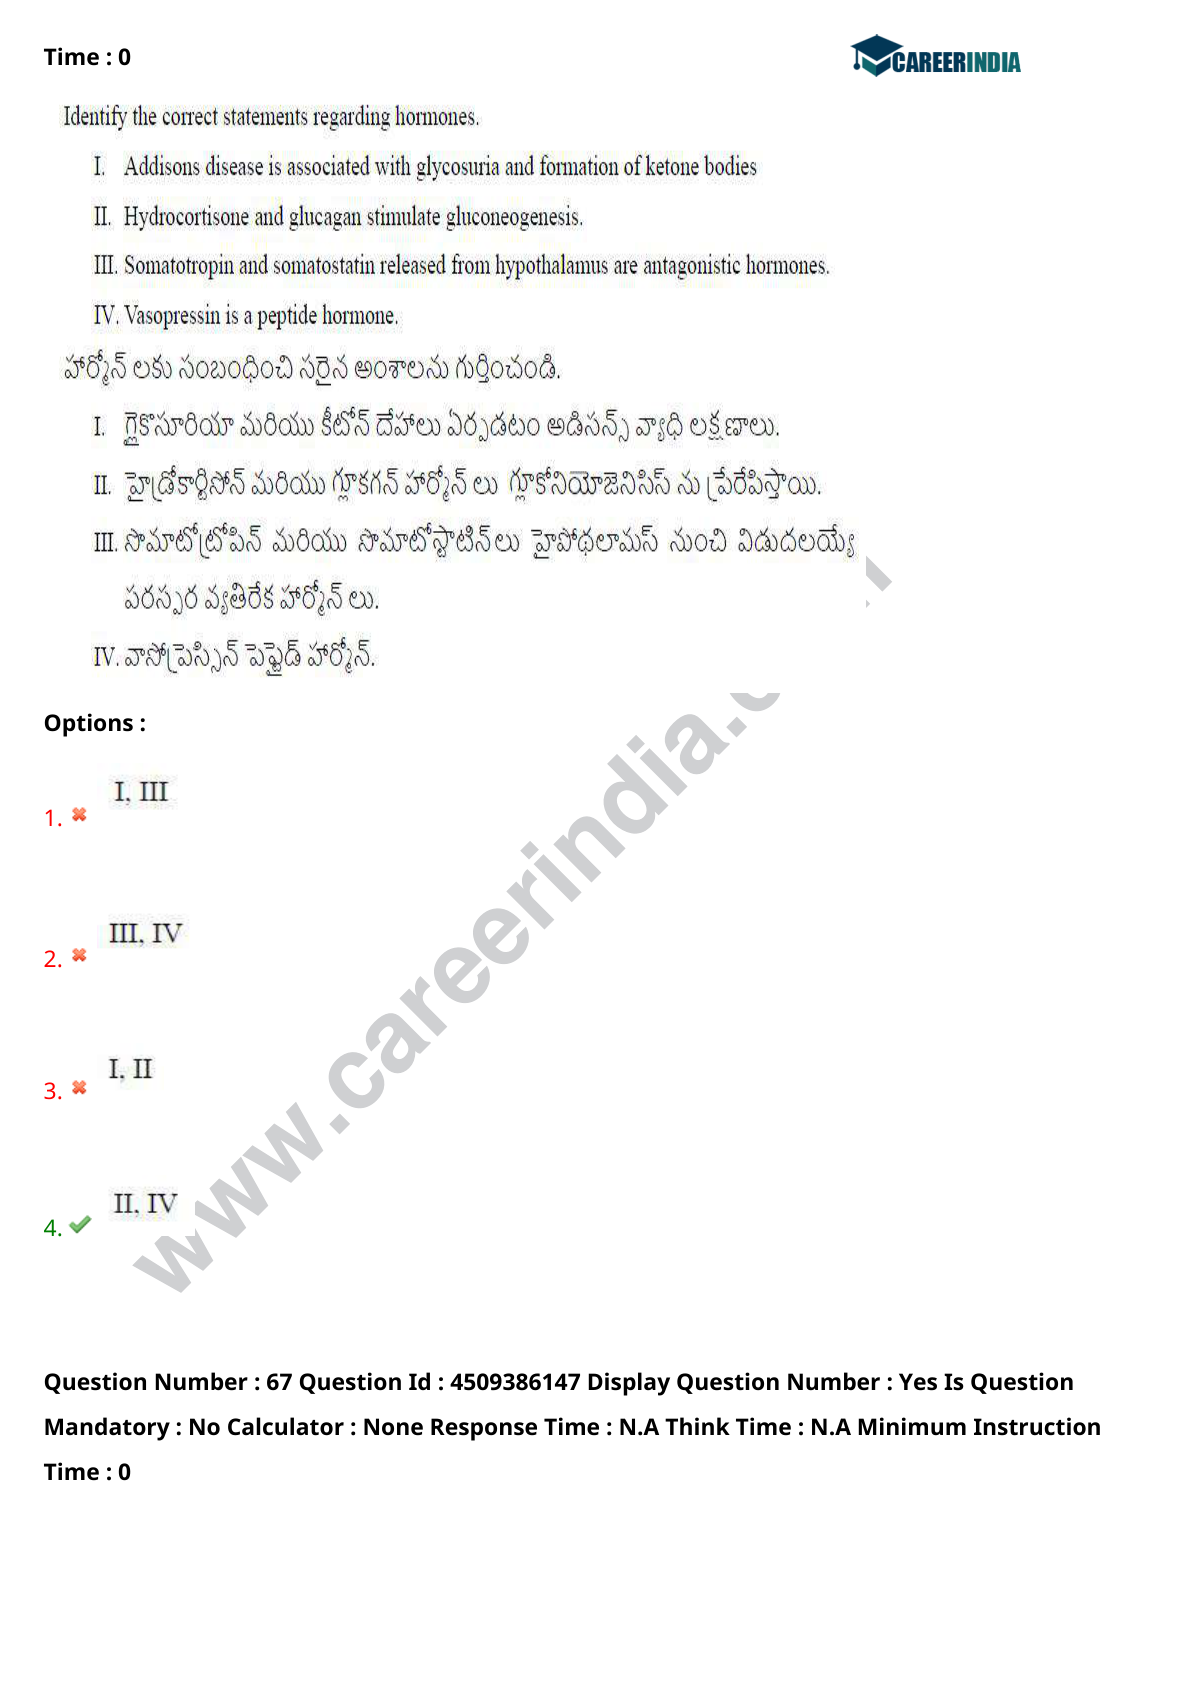 Time : 0
CAREERINDIA
Identify the correct statements regarding hormones.
I. Addisons disease is associated with glycosuria and formation of ketone bodies
II. Hydrocortisone and glucagan stimulate gluconeogenesis.
III. Somatotropin and somatostatin released from hypothalamus are antagonistic hormones.
IV. Vasopressin is a peptide hormone.
హార్మోన్ లకు సంబంధించి సరైన అంశాలను గుర్తించండి.
I. గ్లైకొసూరియా మరియు కీటోన్ దేహాలు ఏర్పడటం అడిసన్స్ వ్యాధి లక్షణాలు.
II. హైడ్రోకార్టిసోన్ మరియు గ్లూకగన్ హార్మోన్ లు గ్లూకోనియోజెనిసిస్ ను ప్రేరేపిస్తాయి.
III. సొమాటోట్రోపిన్ మరియు సొమాటోస్టాటిన్‌లు హైపోథలామస్ నుంచి విడుదలయ్యే
పరస్పర వ్యతిరేక హార్మోన్ లు.
IV. వాసోప్రెస్సిన్ పెప్టైడ్ హార్మోన్.
Options :
I, III
1.
III, IV
2.
I, II
3.
II, IV
4.
www.careerindia.c
Question Number : 67 Question Id : 4509386147 Display Question Number : Yes Is Question
Mandatory : No Calculator : None Response Time : N.A Think Time : N.A Minimum Instruction
Time : 0